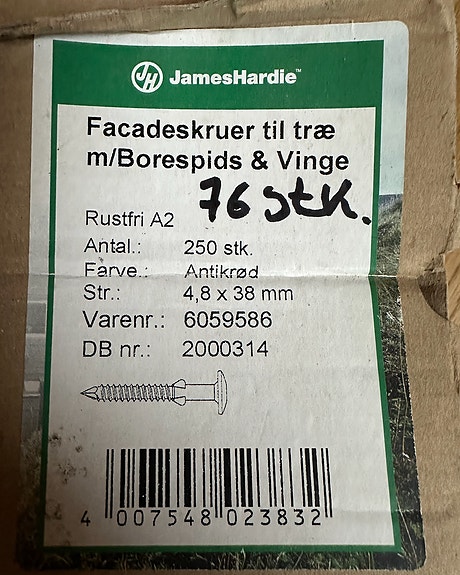 JH JamesHardie™
Facadeskruer til træ
m/Borespids & Vinge
76 stk.
Rustfri A2
Antal.: 250 stk.
Farve.: Antikrød
Str.: 4,8 x 38 mm
Varenr.: 6059586
DB nr.: 2000314
4 007548 023832